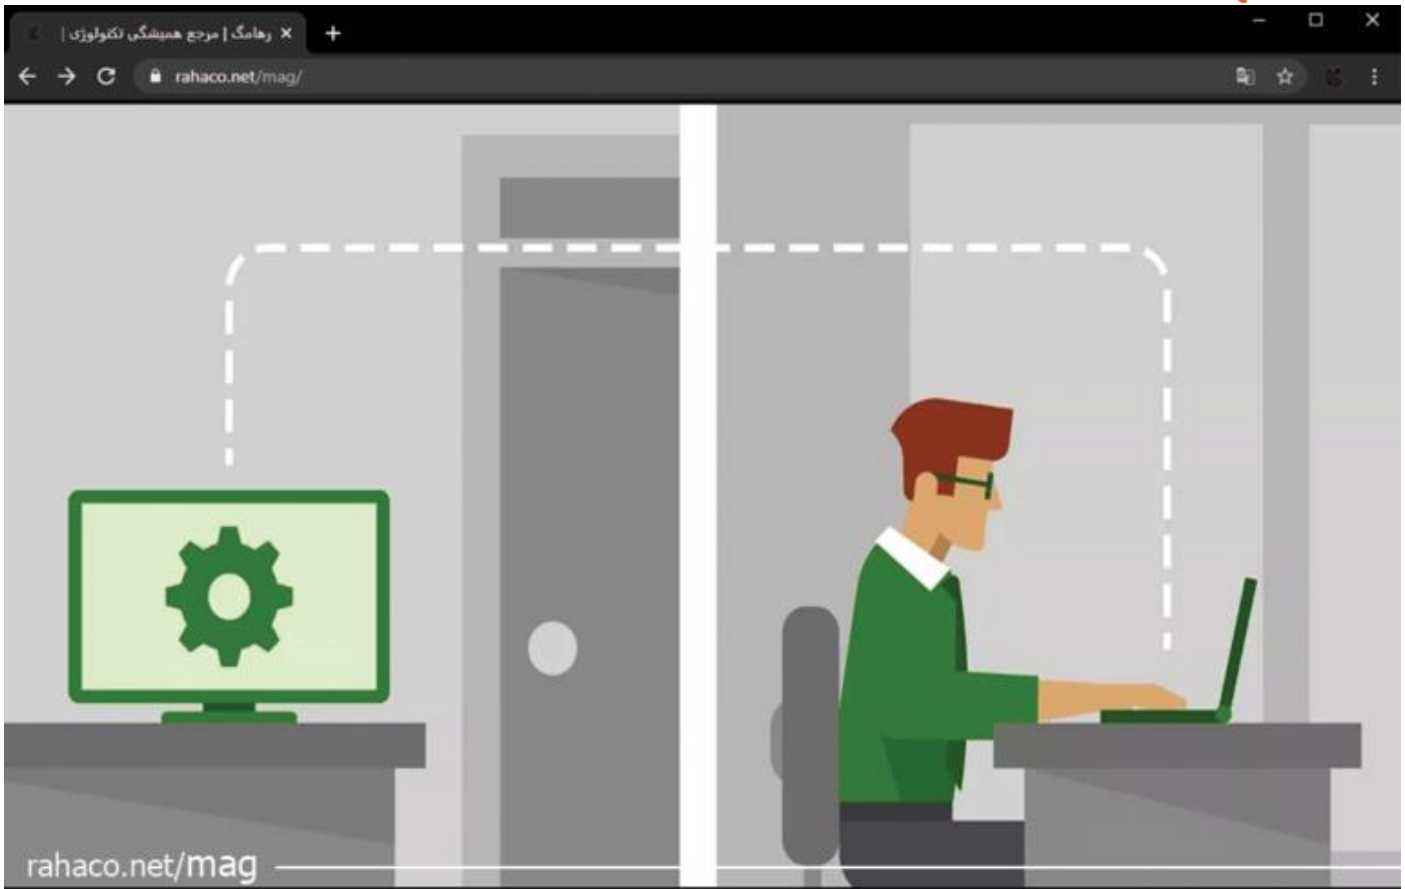 رهامگ | مرجع همیشگی تکنولوژی |
rahaco.net/mag/
rahaco.net/mag